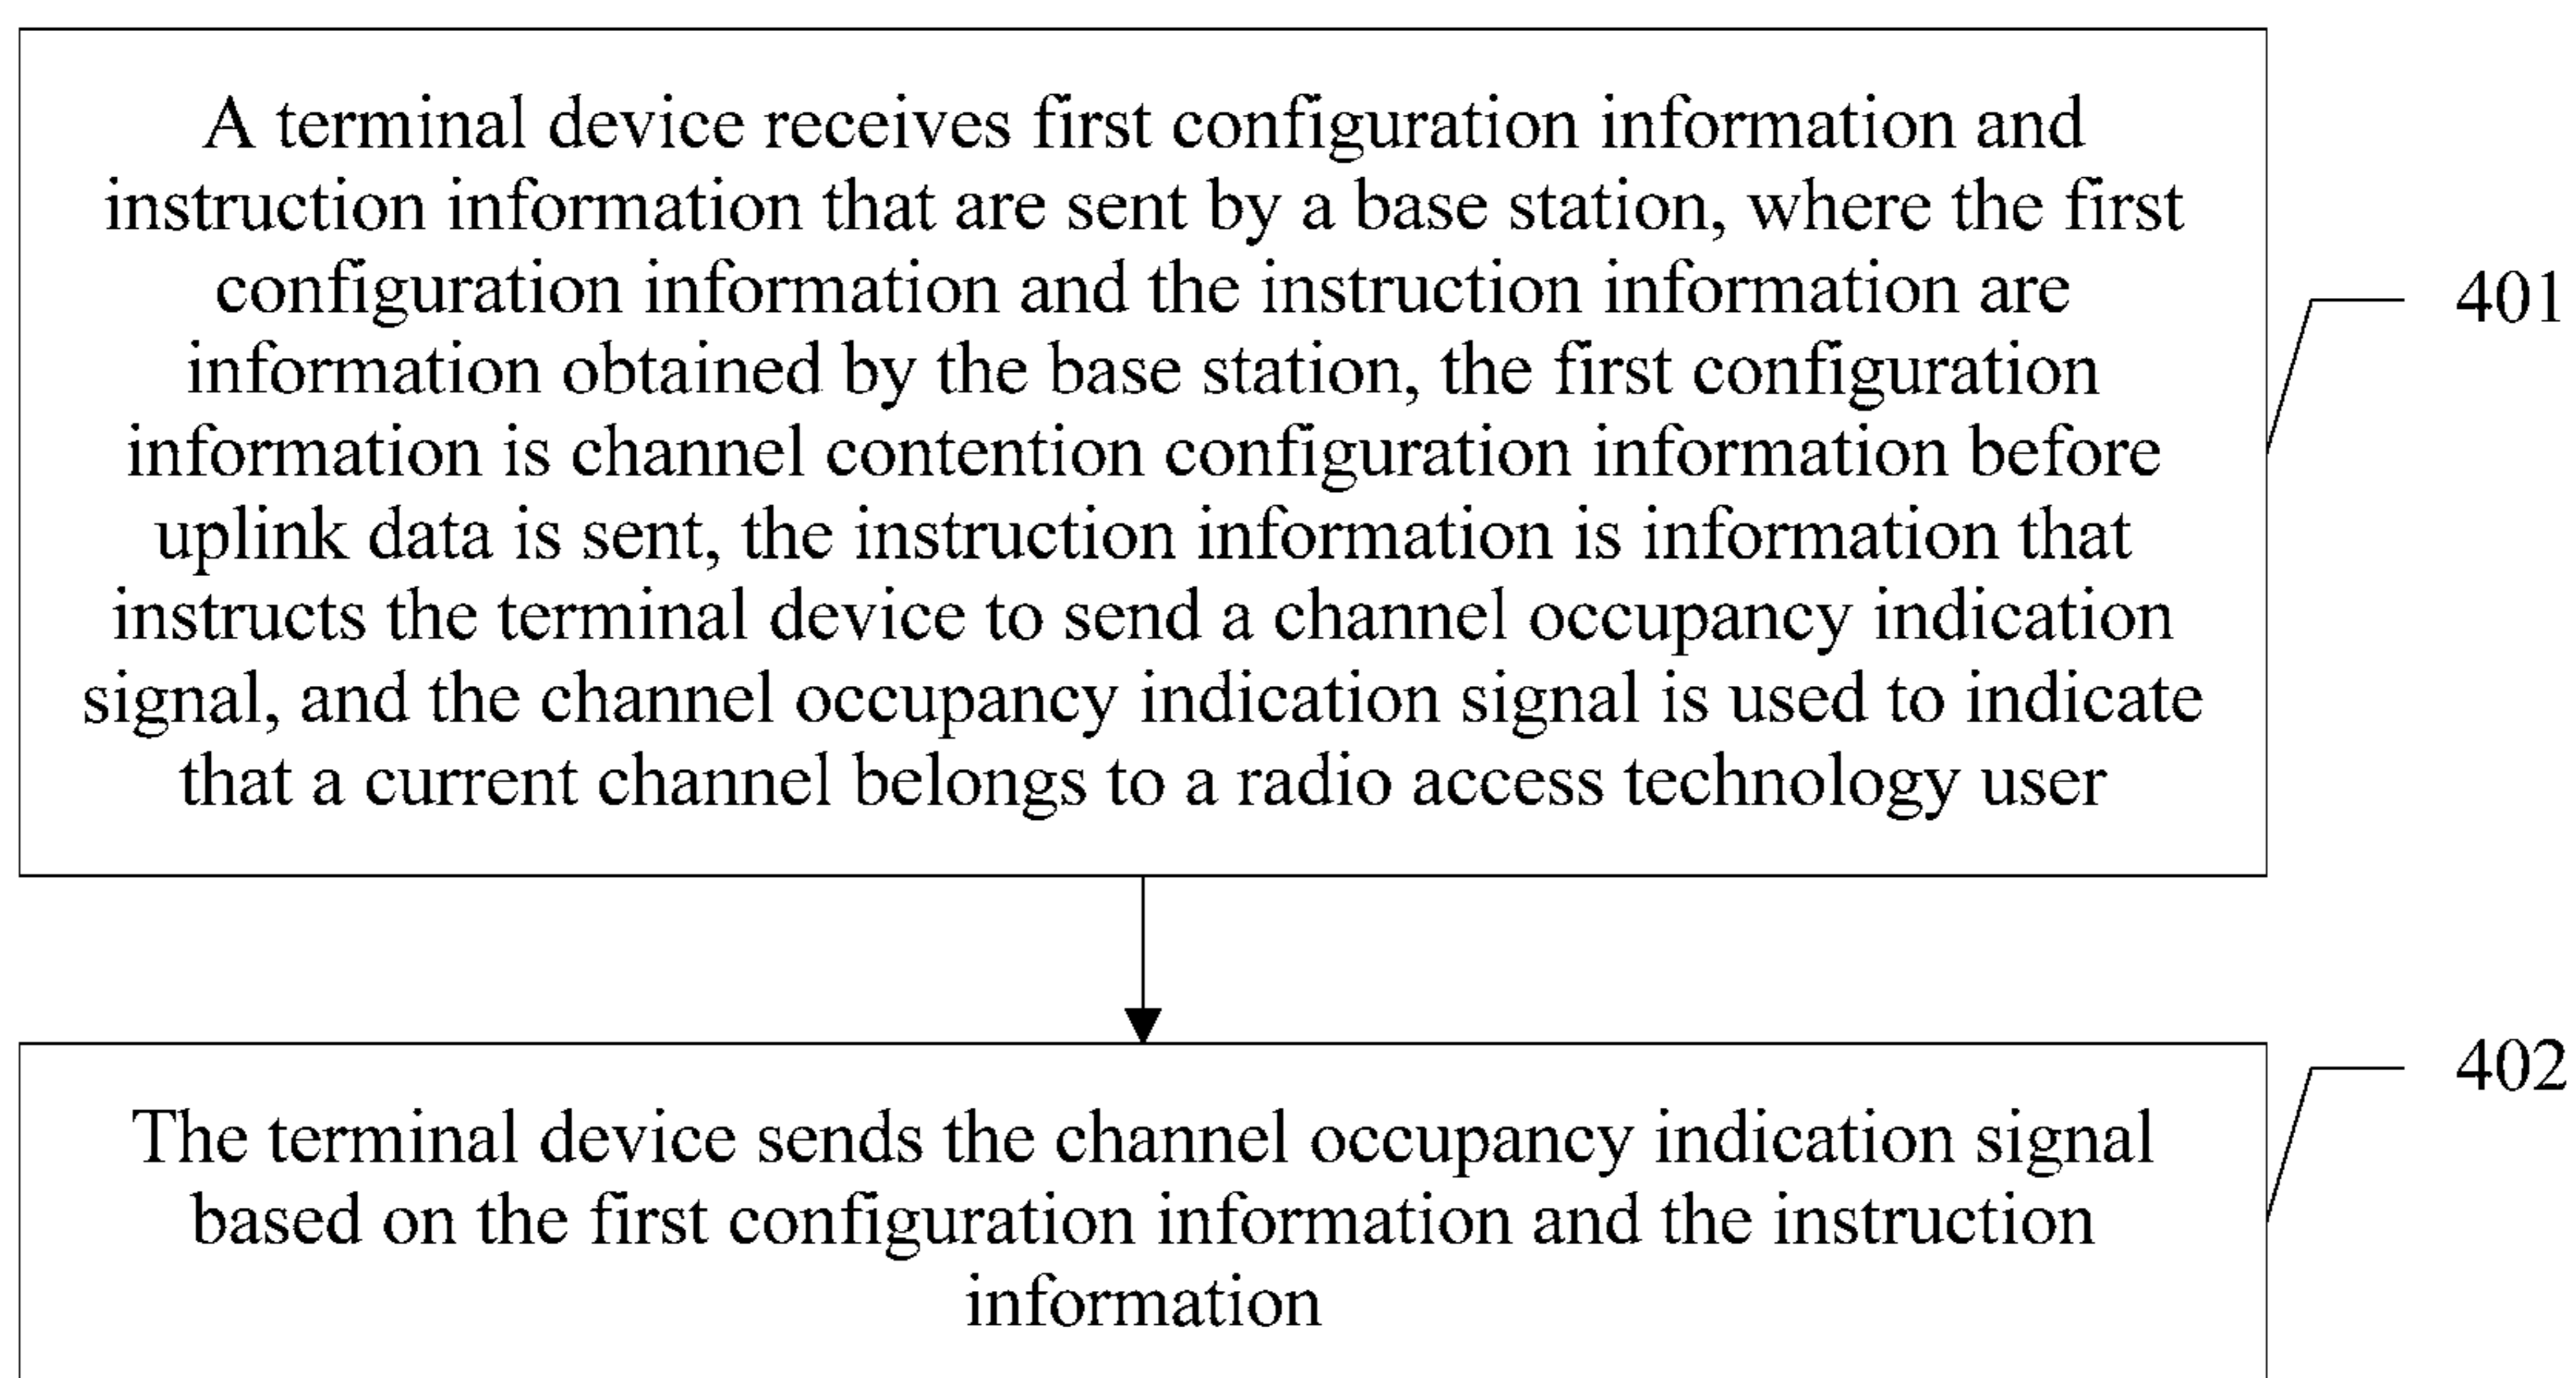 A terminal device receives first configuration information and
instruction information that are sent by a base station, where the first
configuration information and the instruction information are
information obtained by the base station, the first configuration
information is channel contention configuration information before
uplink data is sent, the instruction information is information that
instructs the terminal device to send a channel occupancy indication
signal, and the channel occupancy indication signal is used to indicate
that a current channel belongs to a radio access technology user
401
The terminal device sends the channel occupancy indication signal
based on the first configuration information and the instruction
information
402